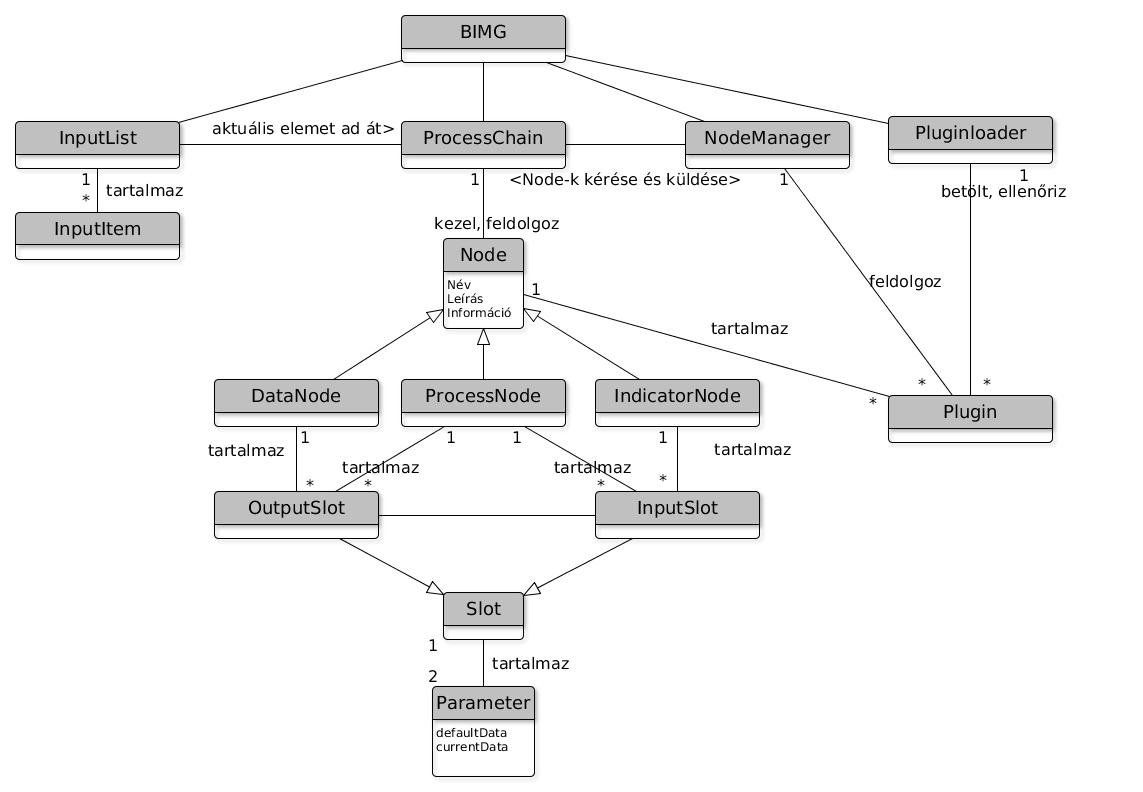 BIMG
InputList
aktuális elemet ad át>
ProcessChain
NodeManager
Pluginloader
1
tartalmaz
*
1
<Node-k kérése és küldése>
1
1
betölt, ellenőriz
InputItem
kezel, feldolgoz
Node
Név
Leírás
Információ
1
feldolgoz
tartalmaz
*
*
*
DataNode
ProcessNode
IndicatorNode
Plugin
tartalmaz
1
1
1
1
tartalmaz
tartalmaz
tartalmaz
*
*
*
*
OutputSlot
InputSlot
Slot
1
tartalmaz
2
Parameter
defaultData
currentData